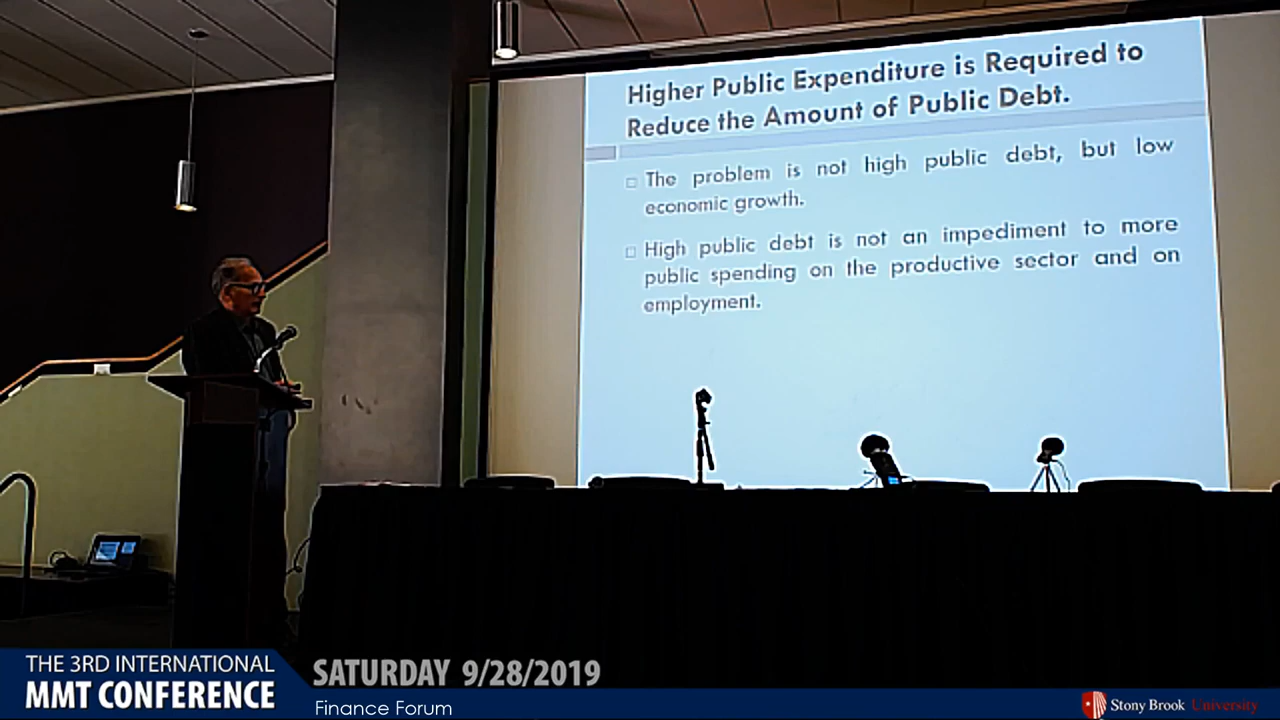 Higher Public Expenditure is Required to
Reduce the Amount of Public Debt.
The problem is not high public debt, but low
economic growth.
High public debt is not an impediment to more
public spending on the productive sector and on
employment.
THE 3RD INTERNATIONAL
MMT CONFERENCE
SATURDAY 9/28/2019
Finance Forum
Stony Brook University